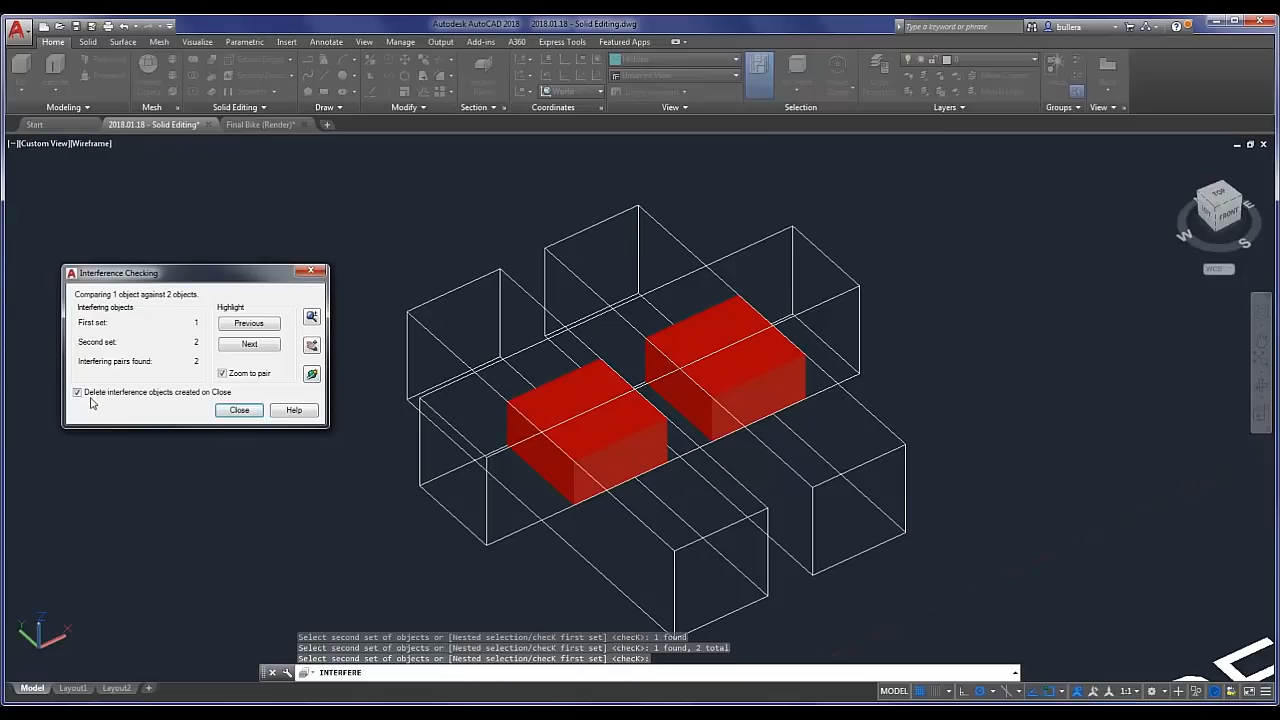 Autodesk AutoCAD 2018    2018.01.18 - Solid Editing.dwg
Type a keyword or phrase
bullera
Home Solid Surface Mesh Visualize Parametric Insert Annotate View Manage Output Add-ins A360 Express Tools Featured Apps
Hidden
Unsaved View
World
0
Modeling Mesh Solid Editing Draw Modify Section Coordinates View Selection Layers Groups View
Start 2018.01.18 - Solid Editing* Final Bike (Render)*
[−][Custom View][Wireframe]
TOP
FRONT
W
E
S
WCS
Interference Checking
Comparing 1 object against 2 objects.
Interfering objects
First set: 1
Second set: 2
Interfering pairs found: 2
Highlight
Previous
Next
Zoom to pair
Delete interference objects created on Close
Close Help
Z
Y
X
Select second set of objects or [Nested selection/checK first set] <checK>: 1 found
Select second set of objects or [Nested selection/checK first set] <checK>: 1 found, 2 total
Select second set of objects or [Nested selection/checK first set] <checK>:
INTERFERE
Model Layout1 Layout2 +
MODEL 1:1